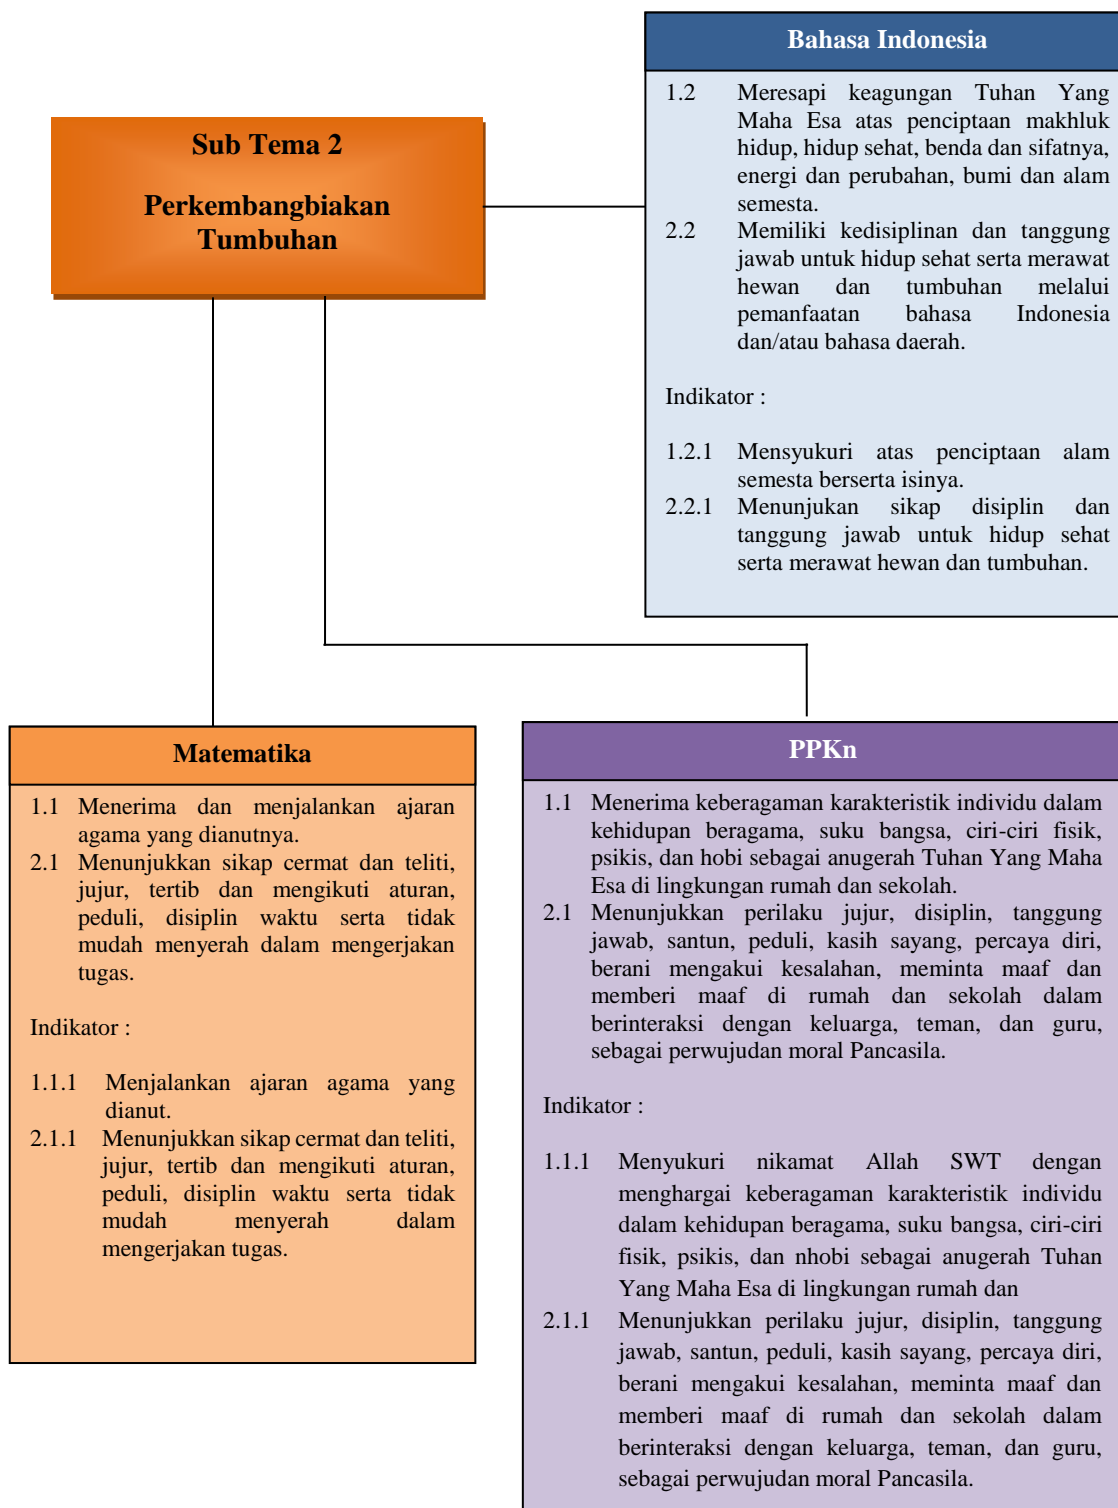 Sub Tema 2
Perkembangbiakan
Tumbuhan
Bahasa Indonesia
1.2 Meresapi keagungan Tuhan Yang
Maha Esa atas penciptaan makhluk
hidup, hidup sehat, benda dan sifatnya,
energi dan perubahan, bumi dan alam
semesta.
2.2 Memiliki kedisiplinan dan tanggung
jawab untuk hidup sehat serta merawat
hewan dan tumbuhan melalui
pemanfaatan bahasa Indonesia
dan/atau bahasa daerah.
Indikator :
1.2.1 Mensyukuri atas penciptaan alam
semesta berserta isinya.
2.2.1 Menunjukan sikap disiplin dan
tanggung jawab untuk hidup sehat
serta merawat hewan dan tumbuhan.
Matematika
1.1 Menerima dan menjalankan ajaran
agama yang dianutnya.
2.1 Menunjukkan sikap cermat dan teliti,
jujur, tertib dan mengikuti aturan,
peduli, disiplin waktu serta tidak
mudah menyerah dalam mengerjakan
tugas.
Indikator :
1.1.1 Menjalankan ajaran agama yang
dianut.
2.1.1 Menunjukkan sikap cermat dan teliti,
jujur, tertib dan mengikuti aturan,
peduli, disiplin waktu serta tidak
mudah menyerah dalam
mengerjakan tugas.
PPKn
1.1 Menerima keberagaman karakteristik individu dalam
kehidupan beragama, suku bangsa, ciri-ciri fisik,
psikis, dan hobi sebagai anugerah Tuhan Yang Maha
Esa di lingkungan rumah dan sekolah.
2.1 Menunjukkan perilaku jujur, disiplin, tanggung
jawab, santun, peduli, kasih sayang, percaya diri,
berani mengakui kesalahan, meminta maaf dan
memberi maaf di rumah dan sekolah dalam
berinteraksi dengan keluarga, teman, dan guru,
sebagai perwujudan moral Pancasila.
Indikator :
1.1.1 Menyukuri nikamat Allah SWT dengan
menghargai keberagaman karakteristik individu
dalam kehidupan beragama, suku bangsa, ciri-ciri
fisik, psikis, dan nhobi sebagai anugerah Tuhan
Yang Maha Esa di lingkungan rumah dan
2.1.1 Menunjukkan perilaku jujur, disiplin, tanggung
jawab, santun, peduli, kasih sayang, percaya diri,
berani mengakui kesalahan, meminta maaf dan
memberi maaf di rumah dan sekolah dalam
berinteraksi dengan keluarga, teman, dan guru,
sebagai perwujudan moral Pancasila.